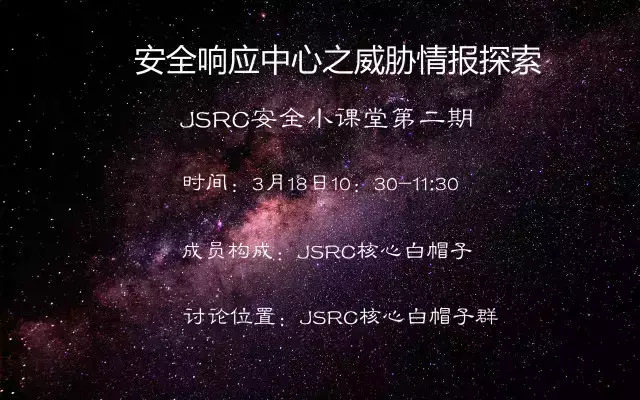 安全响应中心之威胁情报探索
JSRC安全小课堂第二期
时间：3月18日10：30-11:30
成员构成：JSRC核心白帽子
讨论位置：JSRC核心白帽子群